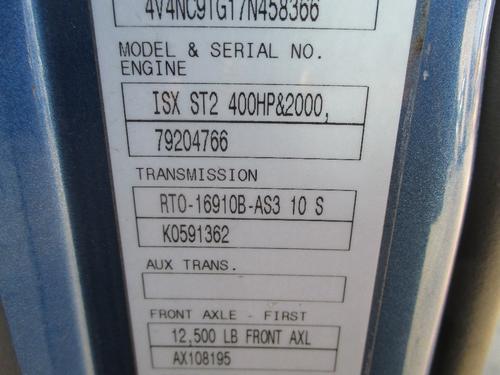 4V4NC9TG17N458366
MODEL & SERIAL NO.
ENGINE
ISX ST2 400HP&2000,
79204766
TRANSMISSION
RTO-16910B-AS3 10 S
K0591362
AUX TRANS.
FRONT AXLE - FIRST
12,500 LB FRONT AXL
AX108195